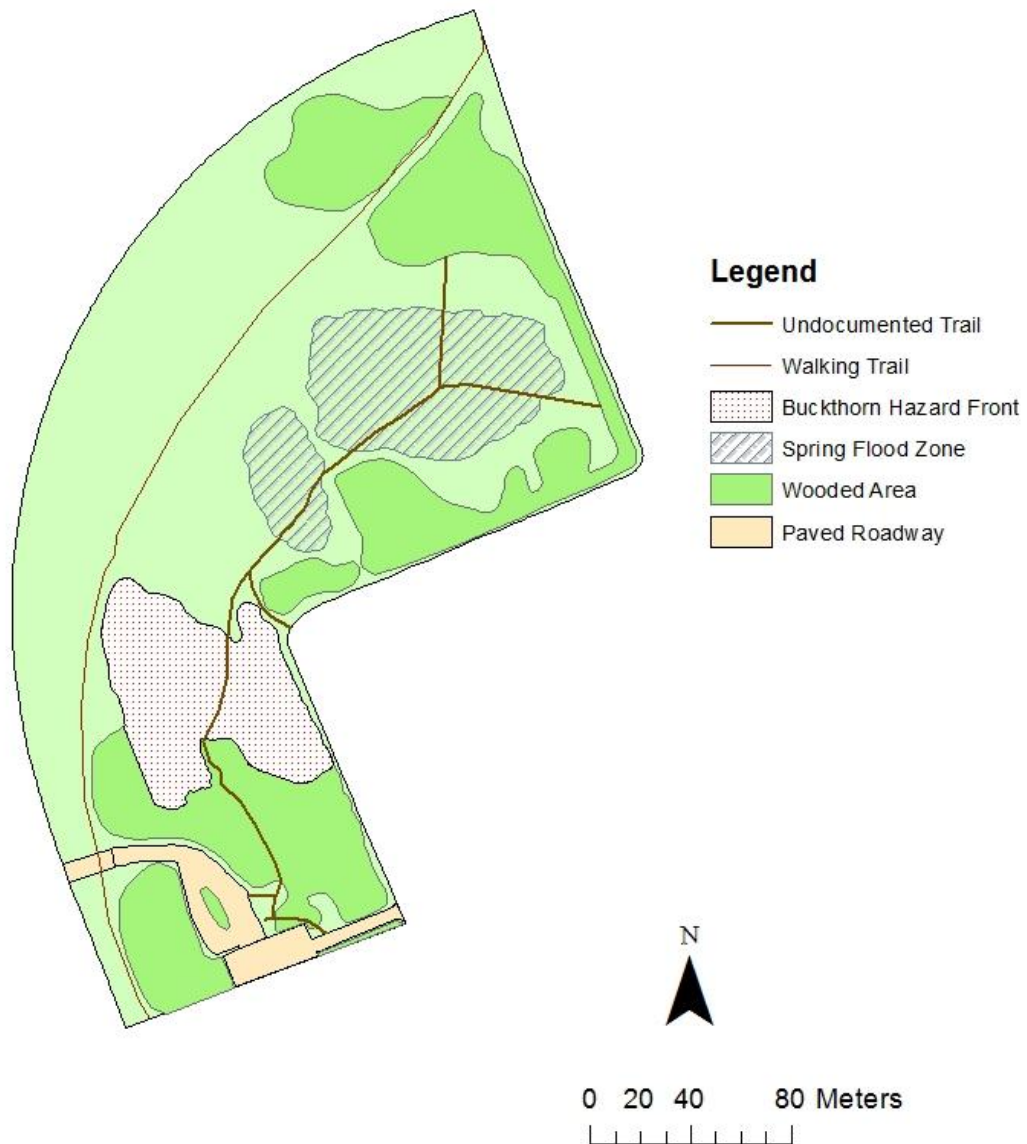 Legend
Undocumented Trail
Walking Trail
Buckthorn Hazard Front
Spring Flood Zone
Wooded Area
Paved Roadway
N
0 20 40 80 Meters